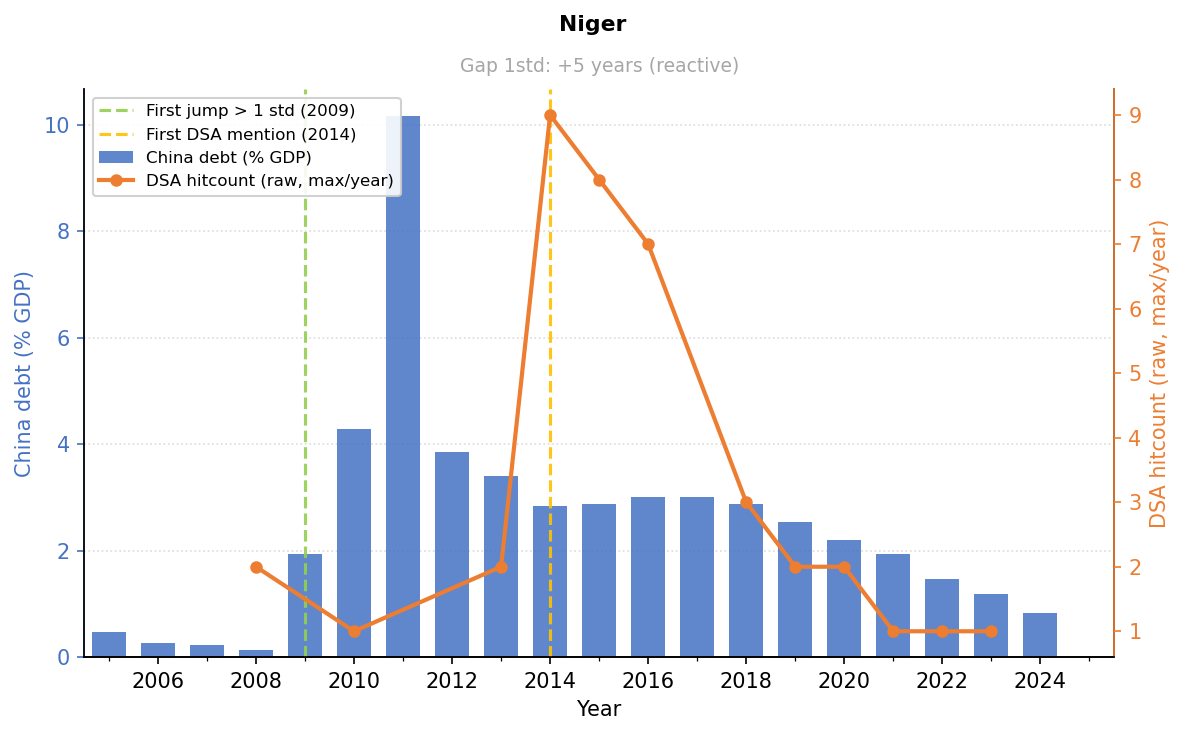 Niger
Gap 1std: +5 years (reactive)
First jump > 1 std (2009)
First DSA mention (2014)
China debt (% GDP)
DSA hitcount (raw, max/year)
China debt (% GDP)
10
8
6
4
2
0
9
8
7
6
5
4
3
2
1
DSA hitcount (raw, max/year)
2006 2008 2010 2012 2014 2016 2018 2020 2022 2024
Year